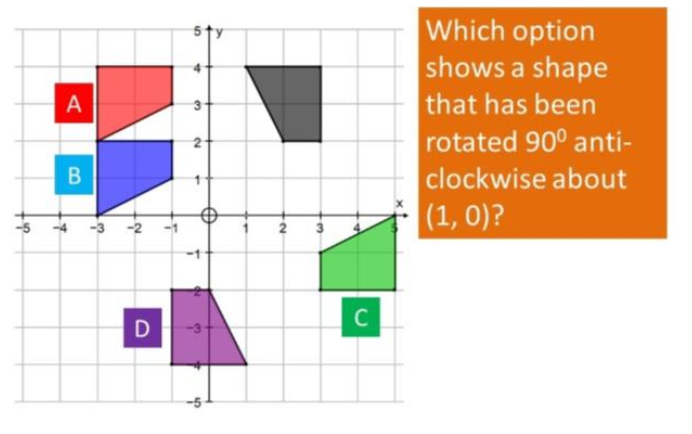 Which option
shows a shape
that has been
rotated 90⁰ anti-
clockwise about
(1, 0)?
5 y
4
A 3
2
B 1
x
-5 -4 -3 -2 -1 1 2 3 4 5
-1
-2
D -3 C
-4
-5